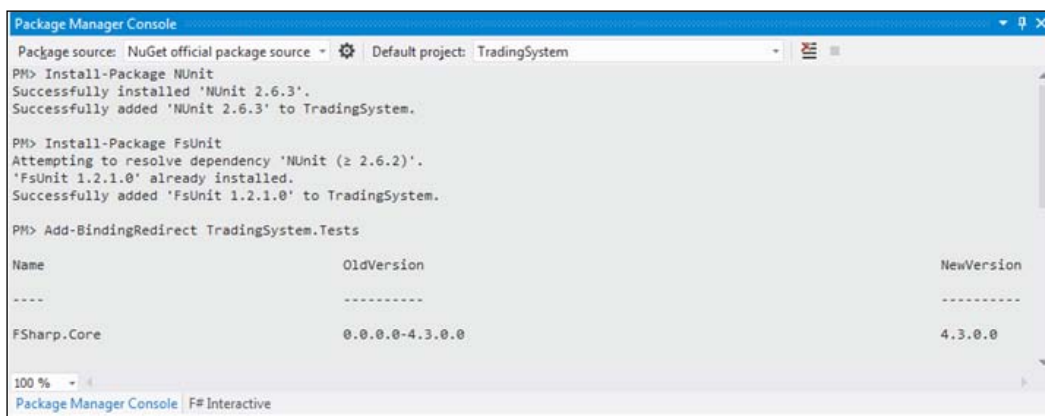 Package Manager Console
Package source: NuGet official package source Default project: TradingSystem
PM> Install-Package NUnit
Successfully installed 'NUnit 2.6.3'.
Successfully added 'NUnit 2.6.3' to TradingSystem.
PM> Install-Package FsUnit
Attempting to resolve dependency 'NUnit (≥ 2.6.2)'.
'FsUnit 1.2.1.0' already installed.
Successfully added 'FsUnit 1.2.1.0' to TradingSystem.
PM> Add-BindingRedirect TradingSystem.Tests
Name OldVersion NewVersion
---- ---------- ----------
FSharp.Core 0.0.0.0-4.3.0.0 4.3.0.0
100 %
Package Manager Console F# Interactive